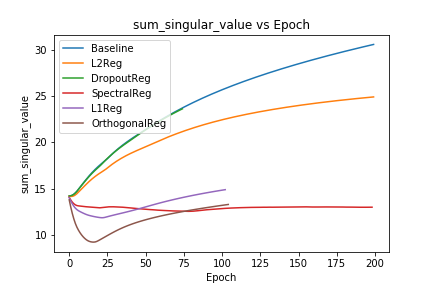 sum_singular_value vs Epoch
sum_singular_value
30
25
20
15
10
Baseline
L2Reg
DropoutReg
SpectralReg
L1Reg
OrthogonalReg
0 25 50 75 100 125 150 175 200
Epoch